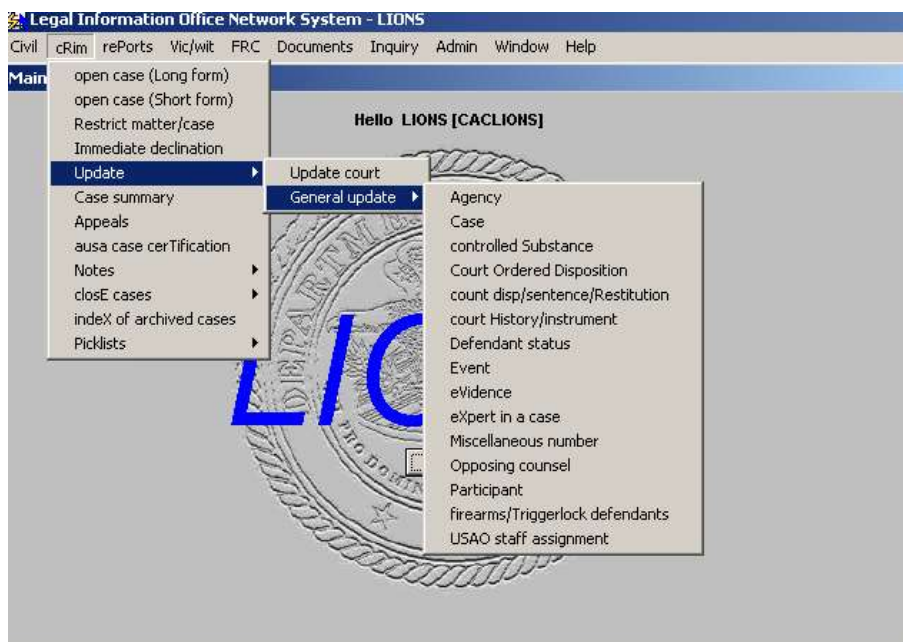 Legal Information Office Network System - LIONS
Civil cRim rePorts Vic/wit FRC Documents Inquiry Admin Window Help
Main
Hello LIONS [CACLIONS]
open case (Long form)
open case (Short form)
Restrict matter/case
Immediate declination
Update
Case summary
Appeals
ausa case cerTification
Notes
closE cases
indeX of archived cases
Picklists
Update court
General update
Agency
Case
controlled Substance
Court Ordered Disposition
count disp/sentence/Restitution
court History/instrument
Defendant status
Event
eVidence
eXpert in a case
Miscellaneous number
Opposing counsel
Participant
firearms/Triggerlock defendants
USAO staff assignment
LIO
DEPARTM
PRO DOMIN